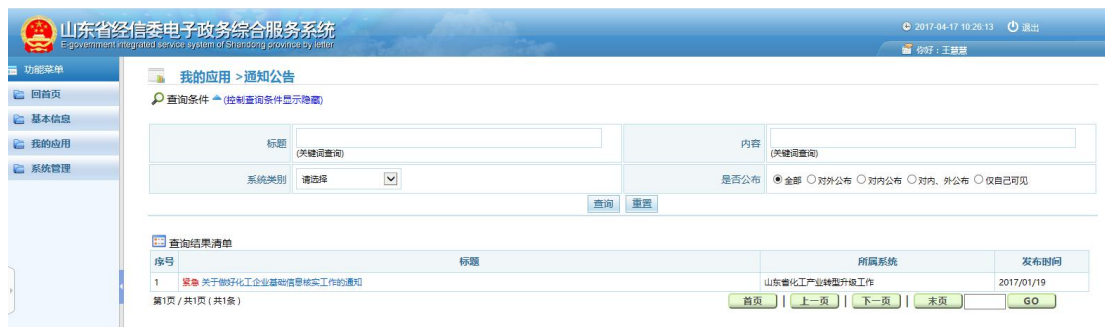 山东省经信委电子政务综合服务系统
E-government integrated service system of Shandong province by letter
2017-04-17 10:26:13 退出
你好：王慧慧
功能菜单
回首页
基本信息
我的应用
系统管理
我的应用 >通知公告
查询条件 (控制查询条件显示隐藏)
标题 内容
(关键词查询) (关键词查询)
系统类别 请选择 是否公布 全部 对外公布 对内公布 对内、外公布 仅自己可见
查询 重置
查询结果清单
序号 标题 所属系统 发布时间
1 紧急 关于做好化工企业基础信息核实工作的通知 山东省化工产业转型升级工作 2017/01/19
第1页 / 共1页 ( 共1条 ) 首页 | 上一页 | 下一页 | 末页 GO